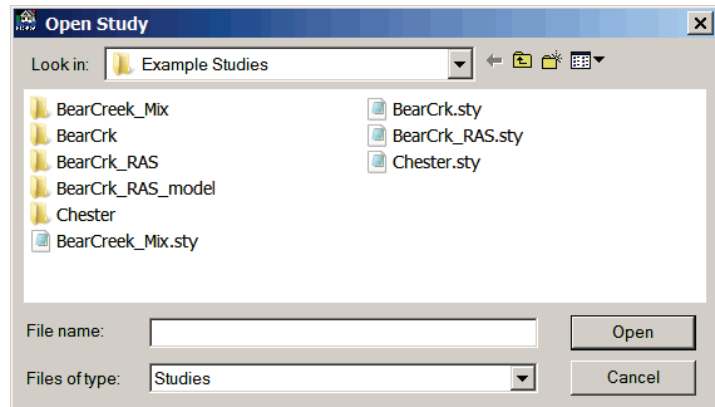 Open Study
Look in: Example Studies
BearCreek_Mix
BearCrk
BearCrk_RAS
BearCrk_RAS_model
Chester
BearCreek_Mix.sty
BearCrk.sty
BearCrk_RAS.sty
Chester.sty
File name:
Open
Files of type: Studies
Cancel